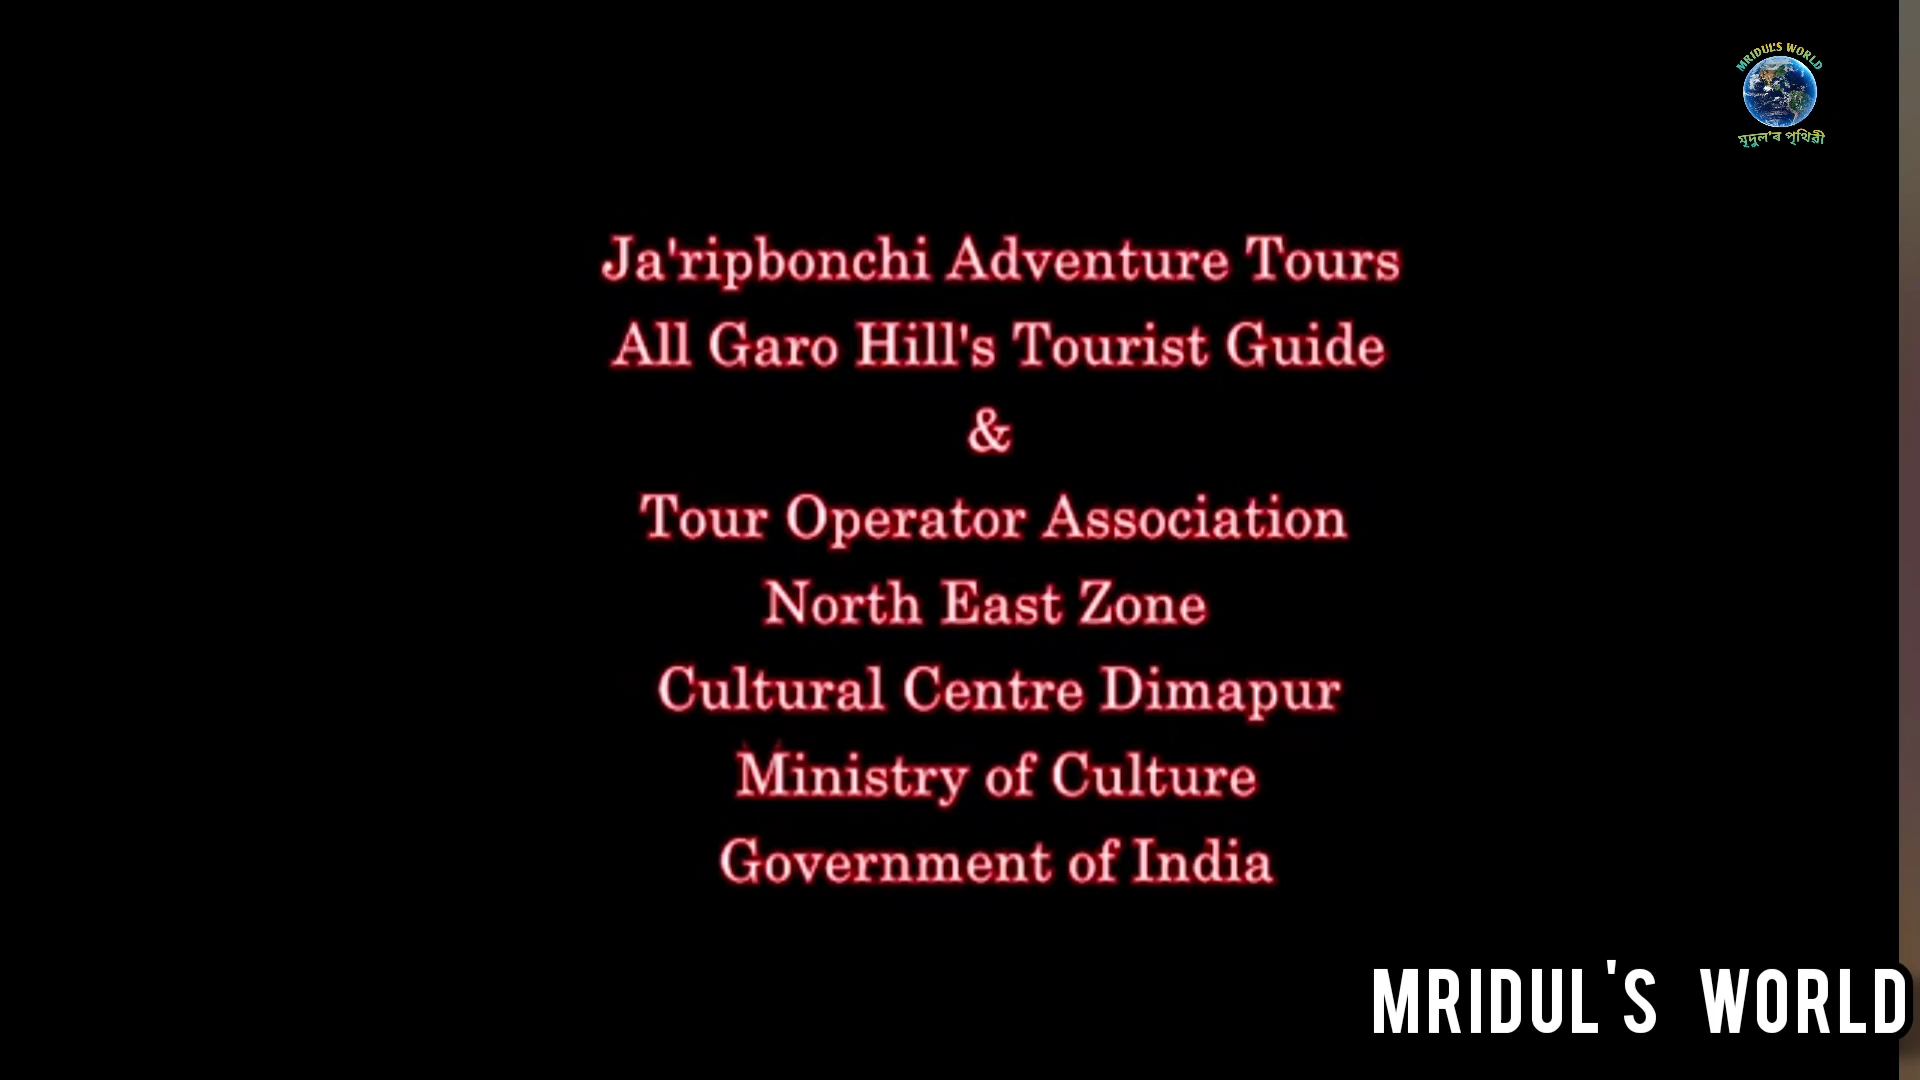 MRIDUL'S WORLD
মৃদুল'ৰ পৃথিৱী
Ja'ripbonchi Adventure Tours
All Garo Hill's Tourist Guide
&
Tour Operator Association
North East Zone
Cultural Centre Dimapur
Ministry of Culture
Government of India
MRIDUL'S WORLD